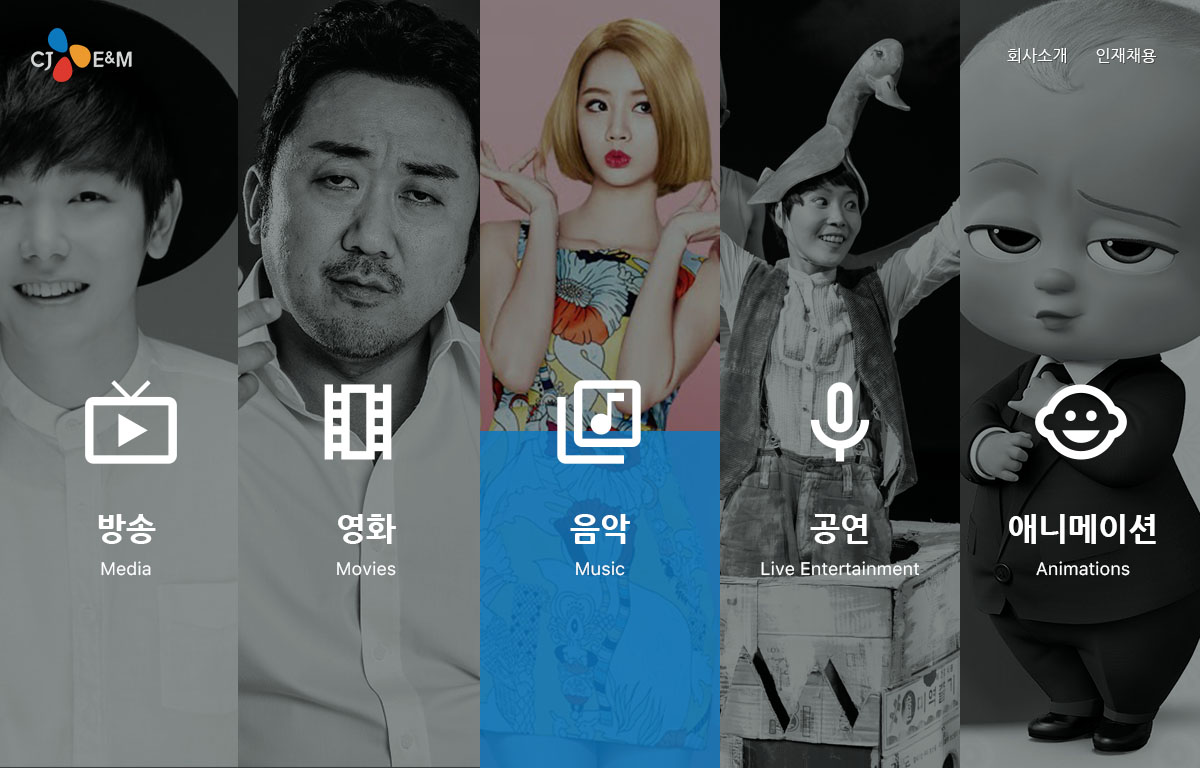 CJ E&M
회사소개 인재채용
방송
Media
영화
Movies
음악
Music
공연
Live Entertainment
애니메이션
Animations